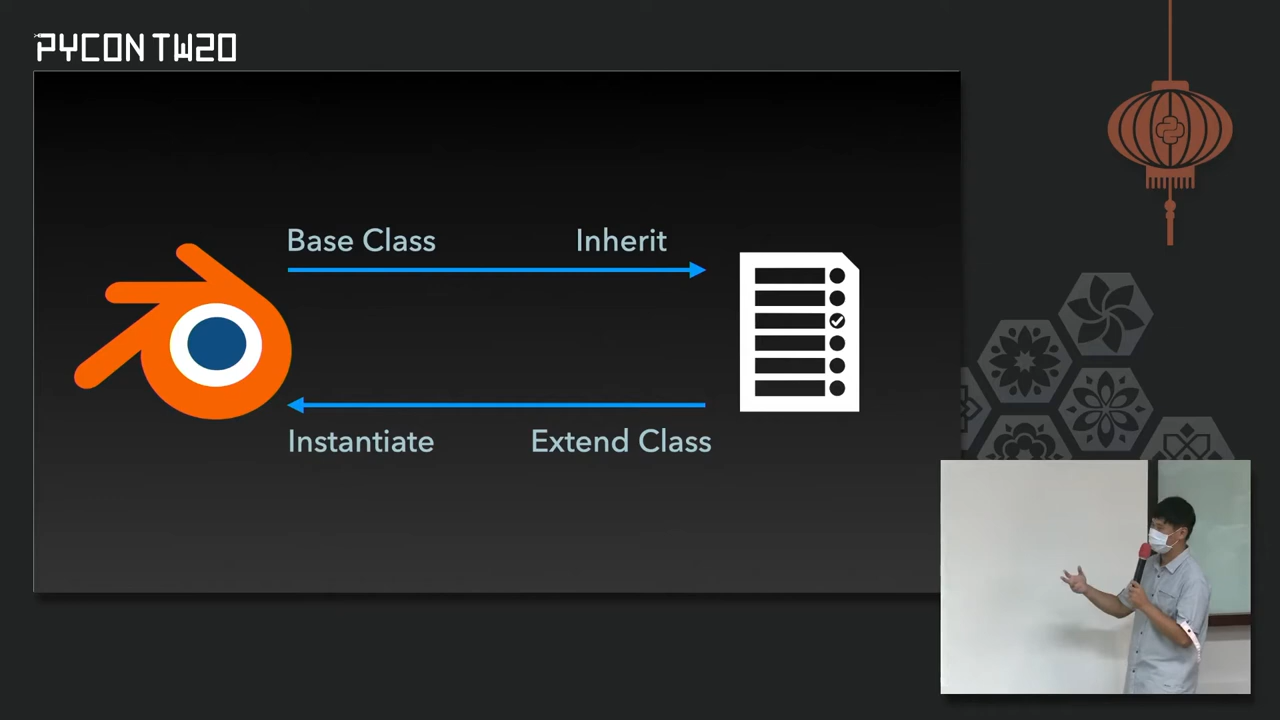 PYCON TW20
Base Class
Inherit
Instantiate
Extend Class